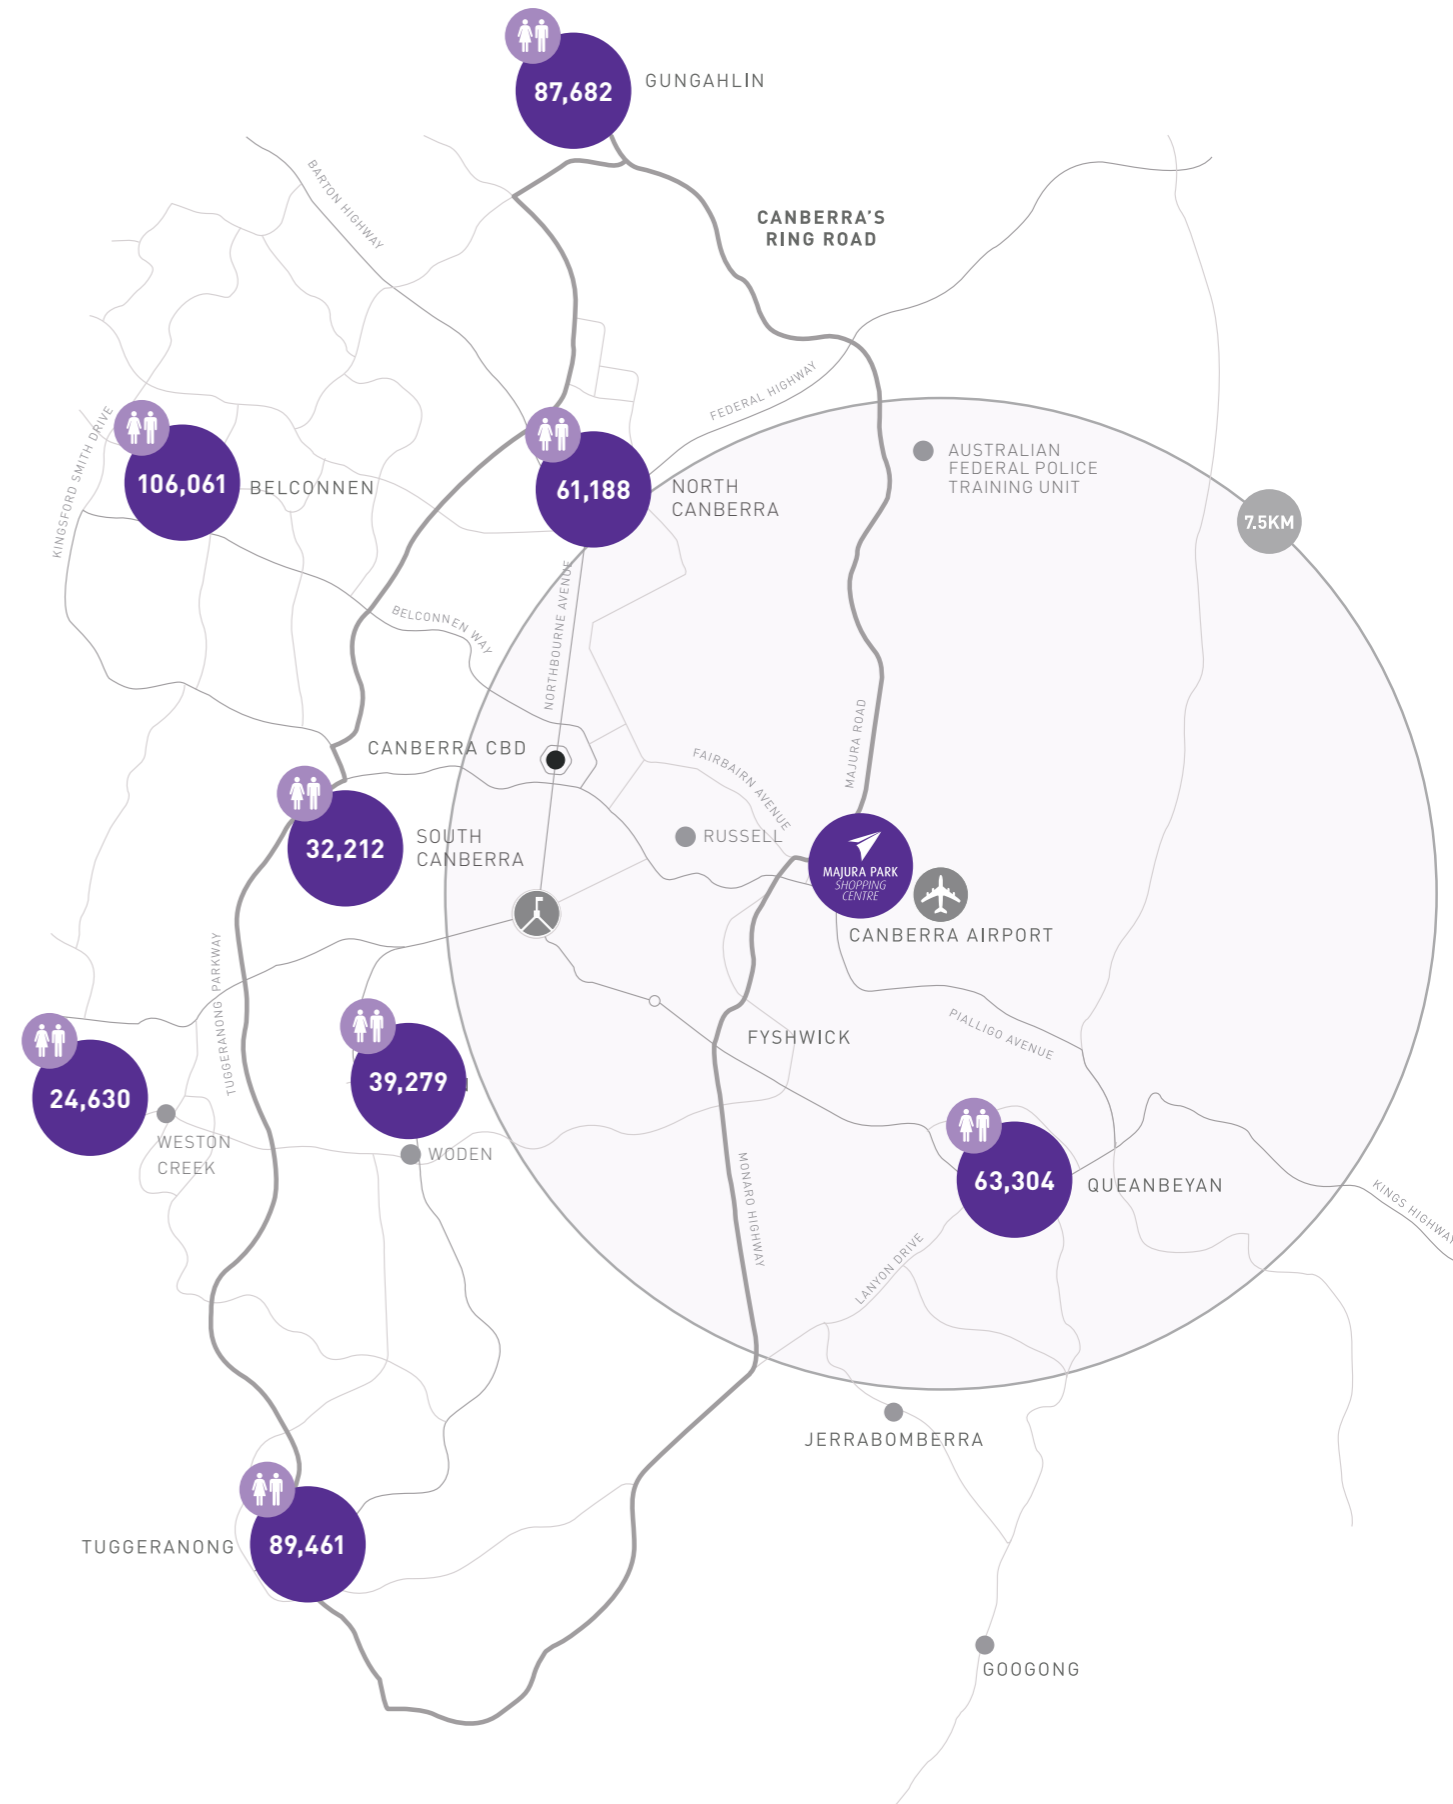 87,682
GUNGAHLIN
BARTON HIGHWAY
CANBERRA'S
RING ROAD
FEDERAL HIGHWAY
KINGSFORD SMITH DRIVE
106,061
BELCONNEN
61,188
NORTH
CANBERRA
AUSTRALIAN
FEDERAL POLICE
TRAINING UNIT
7.5KM
BELCONNEN WAY
NORTHBOURNE AVENUE
MAJURA ROAD
CANBERRA CBD
FAIRBAIRN AVENUE
32,212
SOUTH
CANBERRA
RUSSELL
MAJURA PARK
SHOPPING
CENTRE
CANBERRA AIRPORT
TUGGERANONG PARKWAY
FYSHWICK
PIALLIGO AVENUE
24,630
WESTON
CREEK
39,279
WODEN
MONARO HIGHWAY
63,304
QUEANBEYAN
KINGS HIGHWAY
LANYON DRIVE
JERRABOMBERRA
TUGGERANONG
89,461
GOOGONG